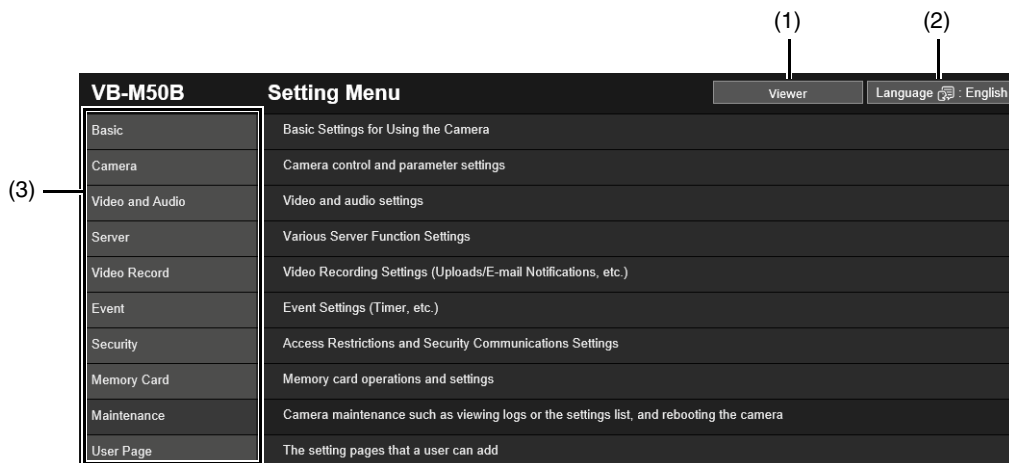 (1) (2)
VB-M50B Setting Menu Viewer Language : English
Basic Basic Settings for Using the Camera
Camera Camera control and parameter settings
(3)
Video and Audio Video and audio settings
Server Various Server Function Settings
Video Record Video Recording Settings (Uploads/E-mail Notifications, etc.)
Event Event Settings (Timer, etc.)
Security Access Restrictions and Security Communications Settings
Memory Card Memory card operations and settings
Maintenance Camera maintenance such as viewing logs or the settings list, and rebooting the camera
User Page The setting pages that a user can add